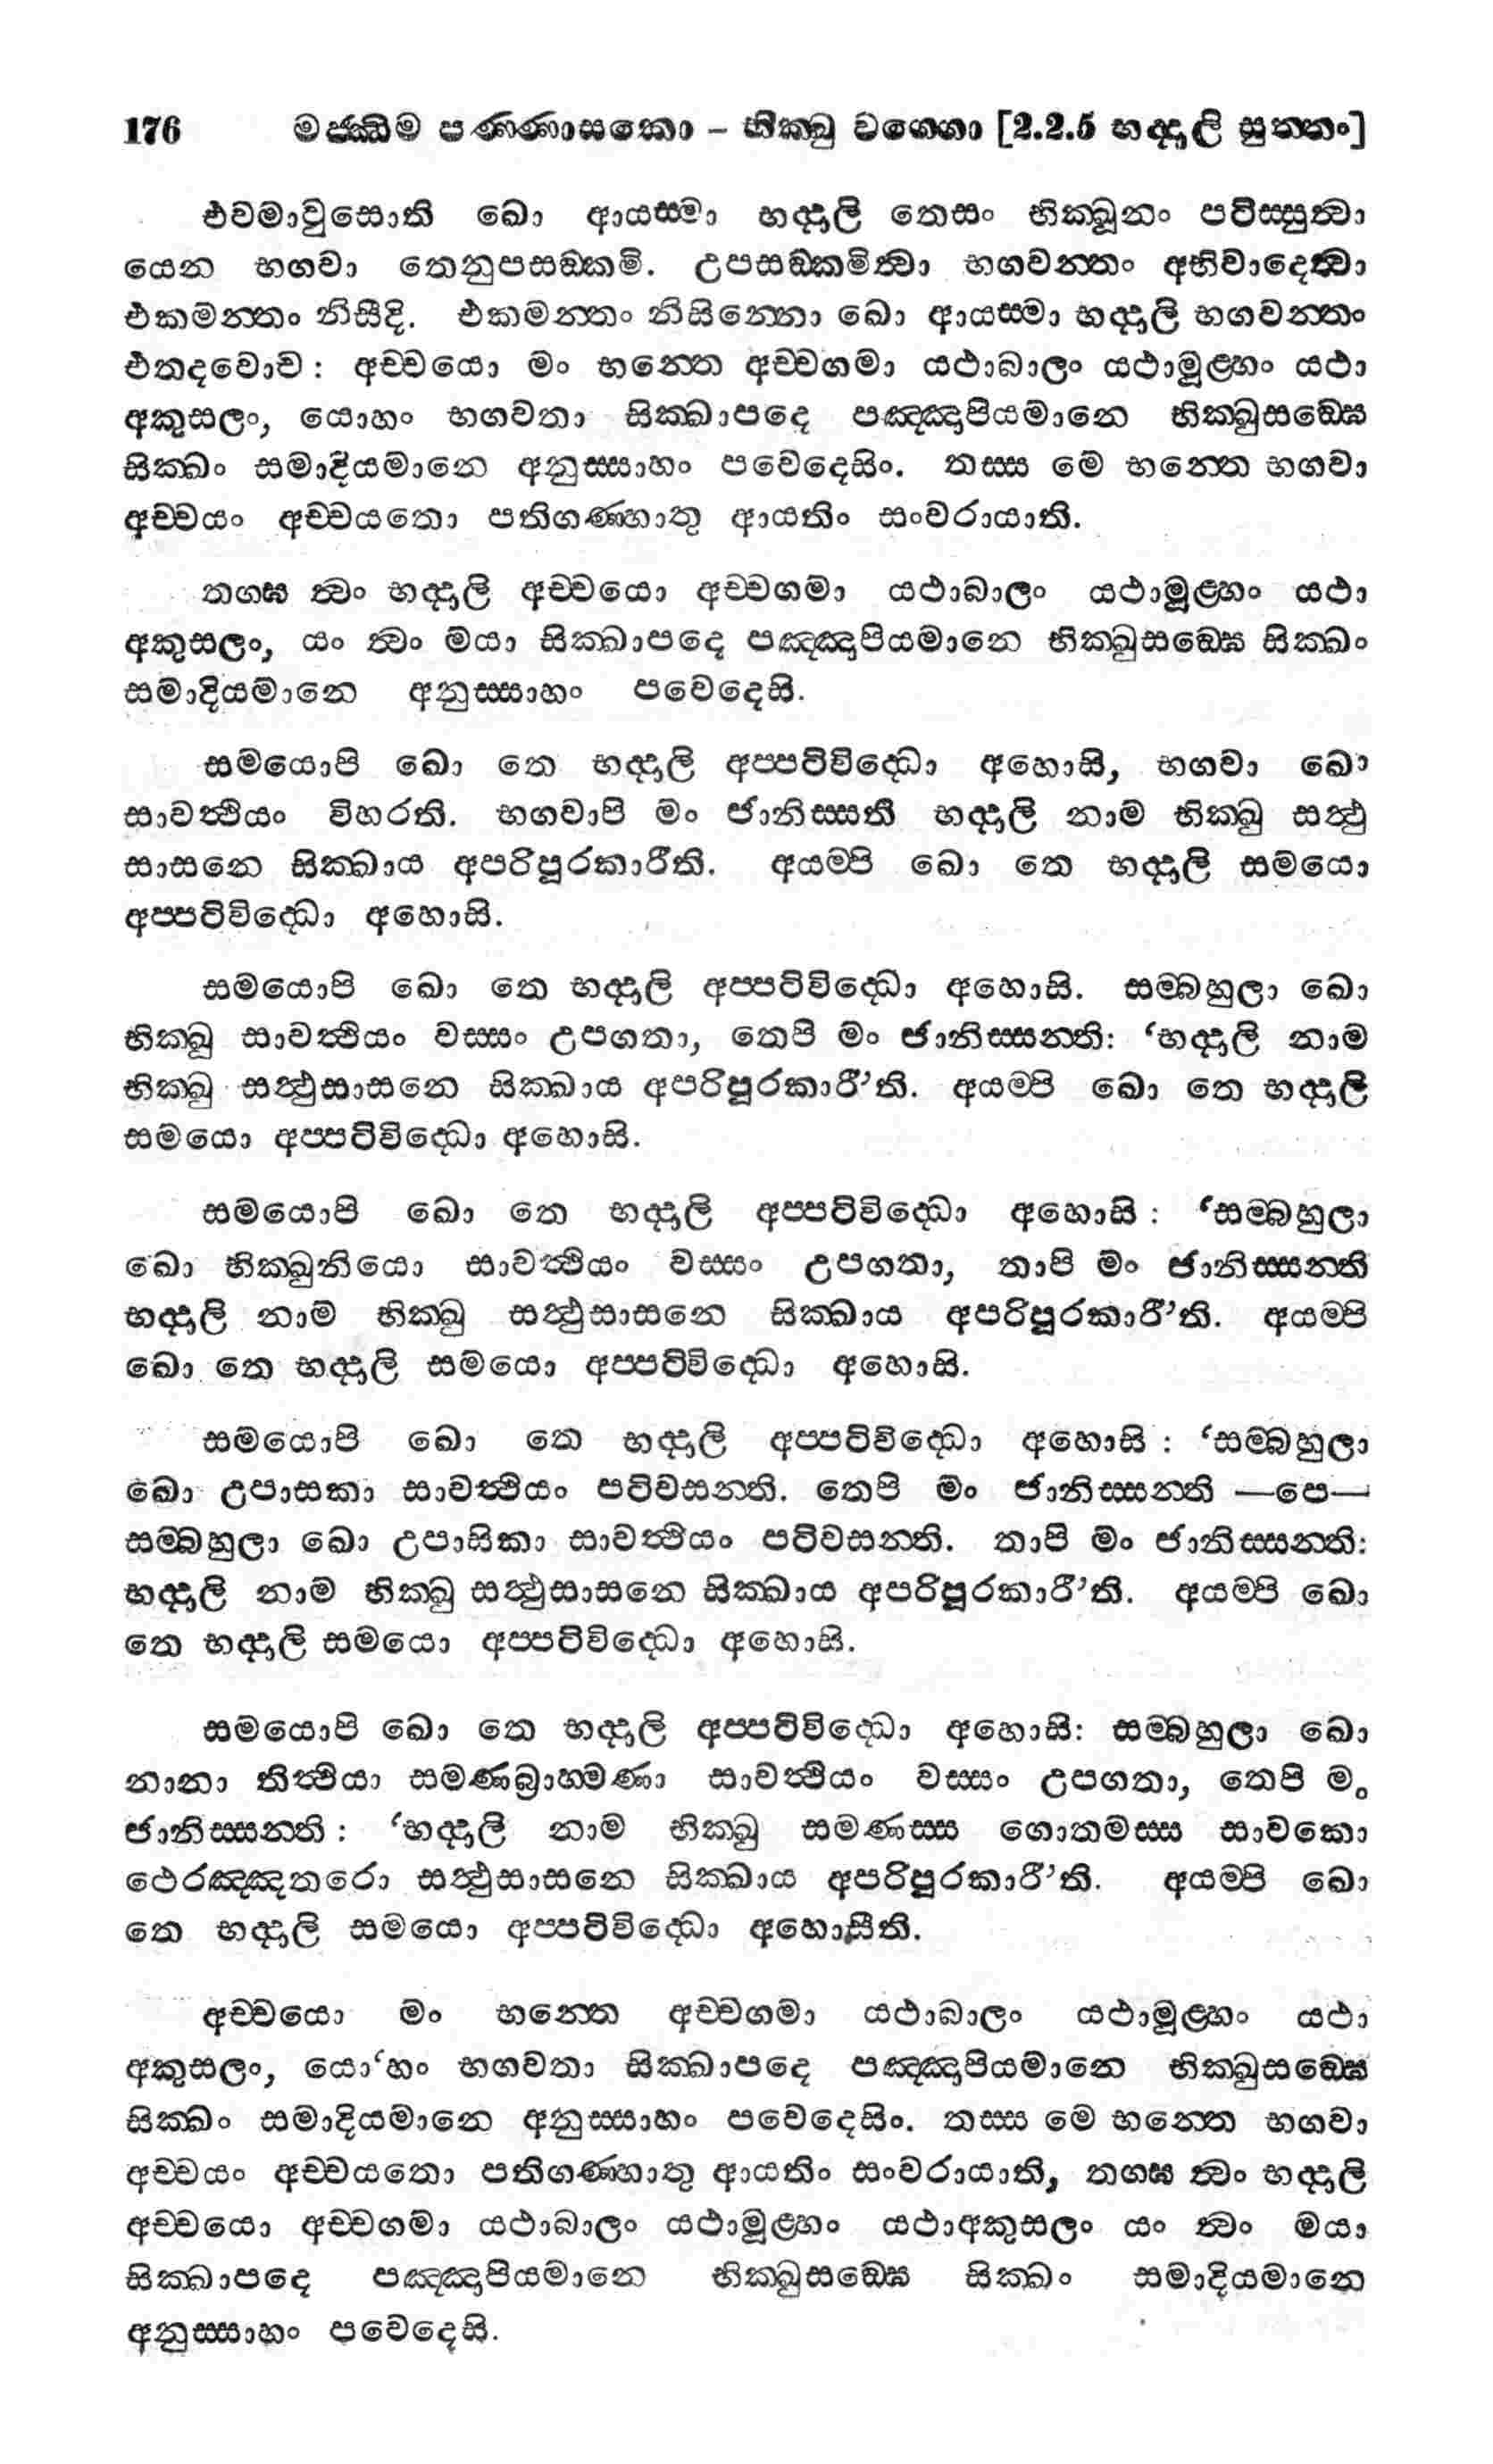 176 මජ්ඣිම පණ්ණාසකො – භික්ඛු වග්ගො [2.2.5 භද්දාලි සුත්තං]
එවමාවුසොති ඛො ආයස්මා භද්දාලි තෙසං භික්ඛූනං පටිස්සුත්වා
යෙන භගවා තෙනුපසඞ්කමි. උපසඞ්කමිත්වා භගවන්තං අභිවාදෙත්වා
එකමන්තං නිසීදි. එකමන්තං නිසින්නො ඛො ආයස්මා භද්දාලි භගවන්තං
එතදවොච : අච්චයො මං භන්තෙ අච්චගමා යථාබාලං යථාමූළ්හං යථා
අකුසලං, යොහං භගවතා සික්ඛාපදෙ පඤ්ඤාපියමානෙ භික්ඛුසඞ්ඝෙ
සික්ඛං සමාදියමානෙ අනුස්සාහං පවෙදෙසිං. තස්ස මෙ භන්තෙ භගවා
අච්චයං අච්චයතො පතිගණ්හාතු ආයතිං සංවරායාති.
තග්ඝ ත්වං භද්දාලි අච්චයො අච්චගමා යථාබාලං යථාමූළ්හං යථා
අකුසලං, යං ත්වං මයා සික්ඛාපදෙ පඤ්ඤාපියමානෙ භික්ඛුසඞ්ඝෙ සික්ඛං
සමාදියමානෙ අනුස්සාහං පවෙදෙසි.
සමයොපි ඛො තෙ භද්දාලි අප්පටිවිද්ධො අහොසි, භගවා ඛො
සාවත්ථියං විහරති. භගවාපි මං ජානිස්සති භද්දාලි නාම භික්ඛු සත්ථු
සාසනෙ සික්ඛාය අපරිපූරකාරීති. අයම්පි ඛො තෙ භද්දාලි සමයො
අප්පටිවිද්ධො අහොසි.
සමයොපි ඛො තෙ භද්දාලි අප්පටිවිද්ධො අහොසි. සම්බහුලා ඛො
භික්ඛු සාවත්ථියං වස්සං උපගතා, තෙපි මං ජානිස්සන්ති: ‘භද්දාලි නාම
භික්ඛු සත්ථුසාසනෙ සික්ඛාය අපරිපූරකාරී’ති. අයම්පි ඛො තෙ භද්දාලි
සමයො අප්පටිවිද්ධො අහොසි.
සමයොපි ඛො තෙ භද්දාලි අප්පටිවිද්ධො අහොසි : ‘සම්බහුලා
ඛො භික්ඛුනියො සාවත්ථියං වස්සං උපගතා, තාපි මං ජානිස්සන්ති
භද්දාලි නාම භික්ඛු සත්ථුසාසනෙ සික්ඛාය අපරිපූරකාරී’ති. අයම්පි
ඛො තෙ භද්දාලි සමයො අප්පටිවිද්ධො අහොසි.
සමයොපි ඛො තෙ භද්දාලි අප්පටිවිද්ධො අහොසි : ‘සම්බහුලා
ඛො උපාසකා සාවත්ථියං පටිවසන්ති. තෙපි මං ජානිස්සන්ති —පෙ—
සම්බහුලා ඛො උපාසිකා සාවත්ථියං පටිවසන්ති. තාපි මං ජානිස්සන්ති:
භද්දාලි නාම භික්ඛු සත්ථුසාසනෙ සික්ඛාය අපරිපූරකාරී’ති. අයම්පි ඛො
තෙ භද්දාලි සමයො අප්පටිවිද්ධො අහොසි.
සමයොපි ඛො තෙ භද්දාලි අප්පටිවිද්ධො අහොසි: සම්බහුලා ඛො
නානා තිත්ථියා සමණබ්‍රාහ්මණා සාවත්ථියං වස්සං උපගතා, තෙපි මං
ජානිස්සන්ති : ‘භද්දාලි නාම භික්ඛු සමණස්ස ගොතමස්ස සාවකො
ථෙරඤ්ඤතරො සත්ථුසාසනෙ සික්ඛාය අපරිපූරකාරී’ති. අයම්පි ඛො
තෙ භද්දාලි සමයො අප්පටිවිද්ධො අහොසීති.
අච්චයො මං භන්තෙ අච්චගමා යථාබාලං යථාමූළ්හං යථා
අකුසලං, යො‘හං භගවතා සික්ඛාපදෙ පඤ්ඤාපියමානෙ භික්ඛුසඞ්ඝෙ
සික්ඛං සමාදියමානෙ අනුස්සාහං පවෙදෙසිං. තස්ස මෙ භන්තෙ භගවා
අච්චයං අච්චයතො පතිගණ්හාතු ආයතිං සංවරායාති, තග්ඝ ත්වං භද්දාලි
අච්චයො අච්චගමා යථාබාලං යථාමූළ්හං යථාඅකුසලං යං ත්වං මයා
සික්ඛාපදෙ පඤ්ඤාපියමානෙ භික්ඛුසඞ්ඝෙ සික්ඛං සමාදියමානෙ
අනුස්සාහං පවෙදෙසි.